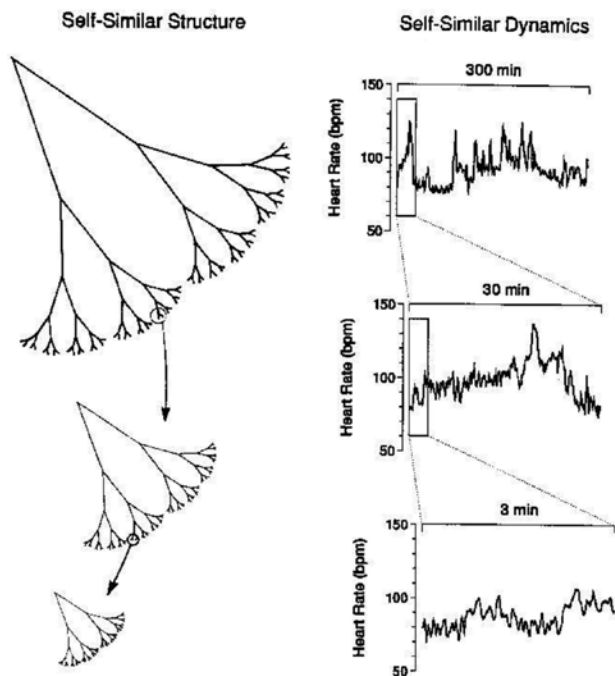 Self-Similar Structure
Self-Similar Dynamics
300 min
150
100
50
Heart Rate (bpm)
30 min
150
100
50
Heart Rate (bpm)
3 min
150
100
50
Heart Rate (bpm)